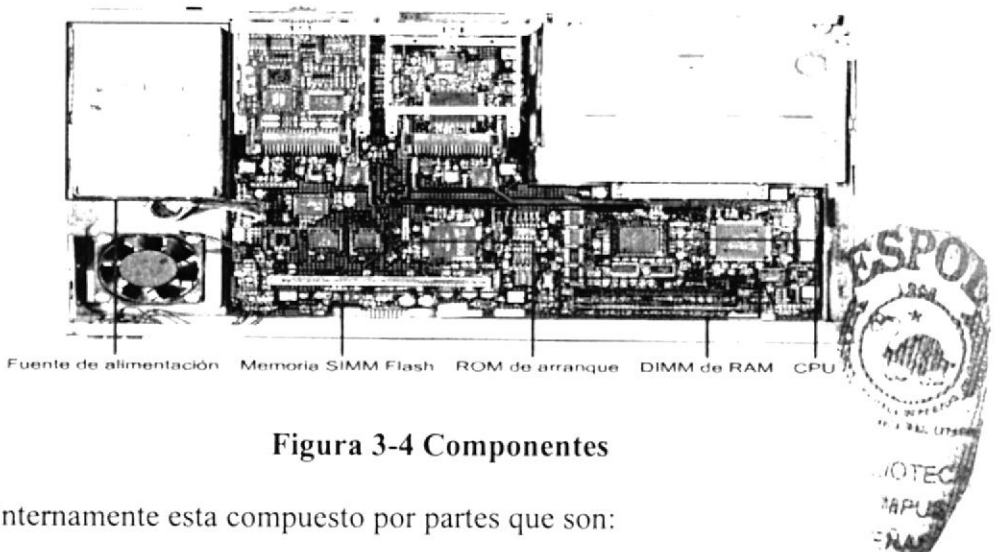 Fuente de alimentación Memoria SIMM Flash ROM de arranque DIMM de RAM CPU
ESPOL
Figura 3-4 Componentes
nternamente esta compuesto por partes que son: